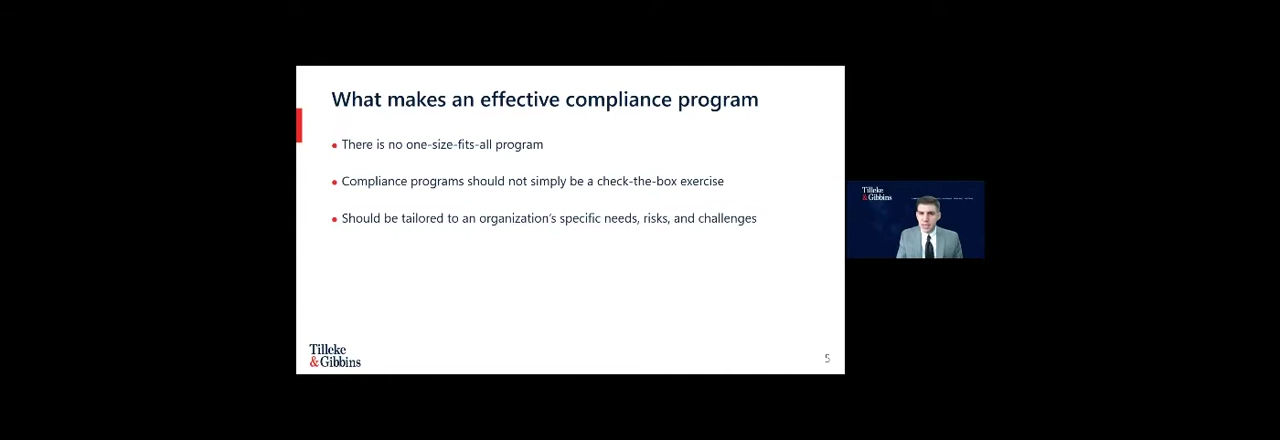 What makes an effective compliance program
• There is no one-size-fits-all program
• Compliance programs should not simply be a check-the-box exercise
• Should be tailored to an organization's specific needs, risks, and challenges
Tilleke
& Gibbins
5
Tilleke
& Gibbins